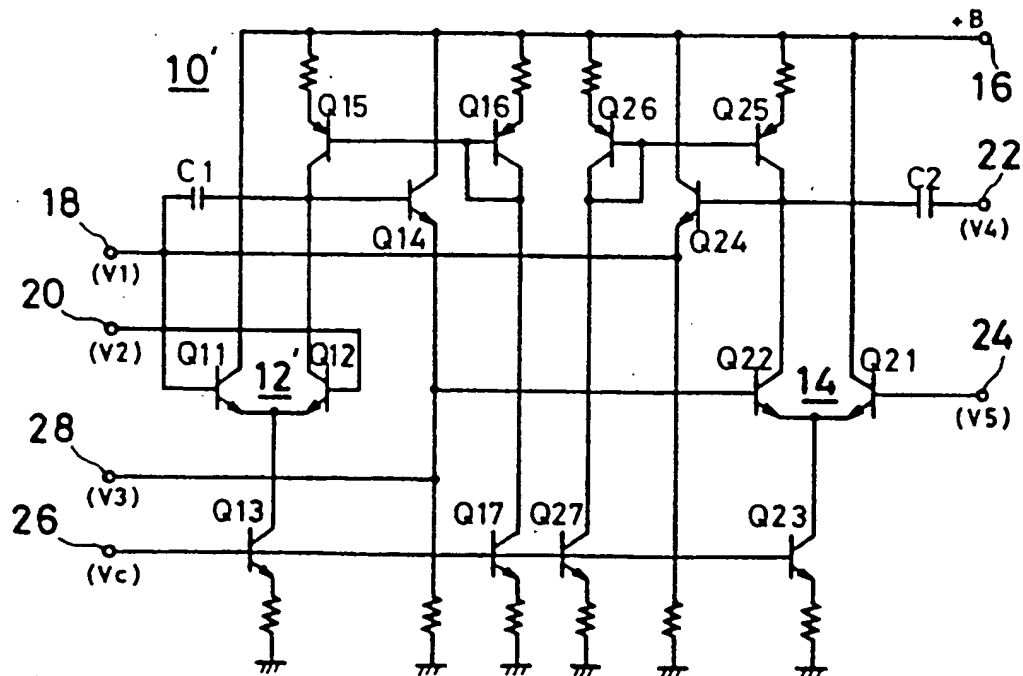 +B
10'
16
Q15
Q16
Q26
Q25
C1
C2
22
18
Q14
Q24
(V4)
(V1)
20
24
(V2)
Q11
12'
Q12
Q22
14
Q21
(V5)
28
(V3)
Q13
Q17
Q27
Q23
26
(Vc)